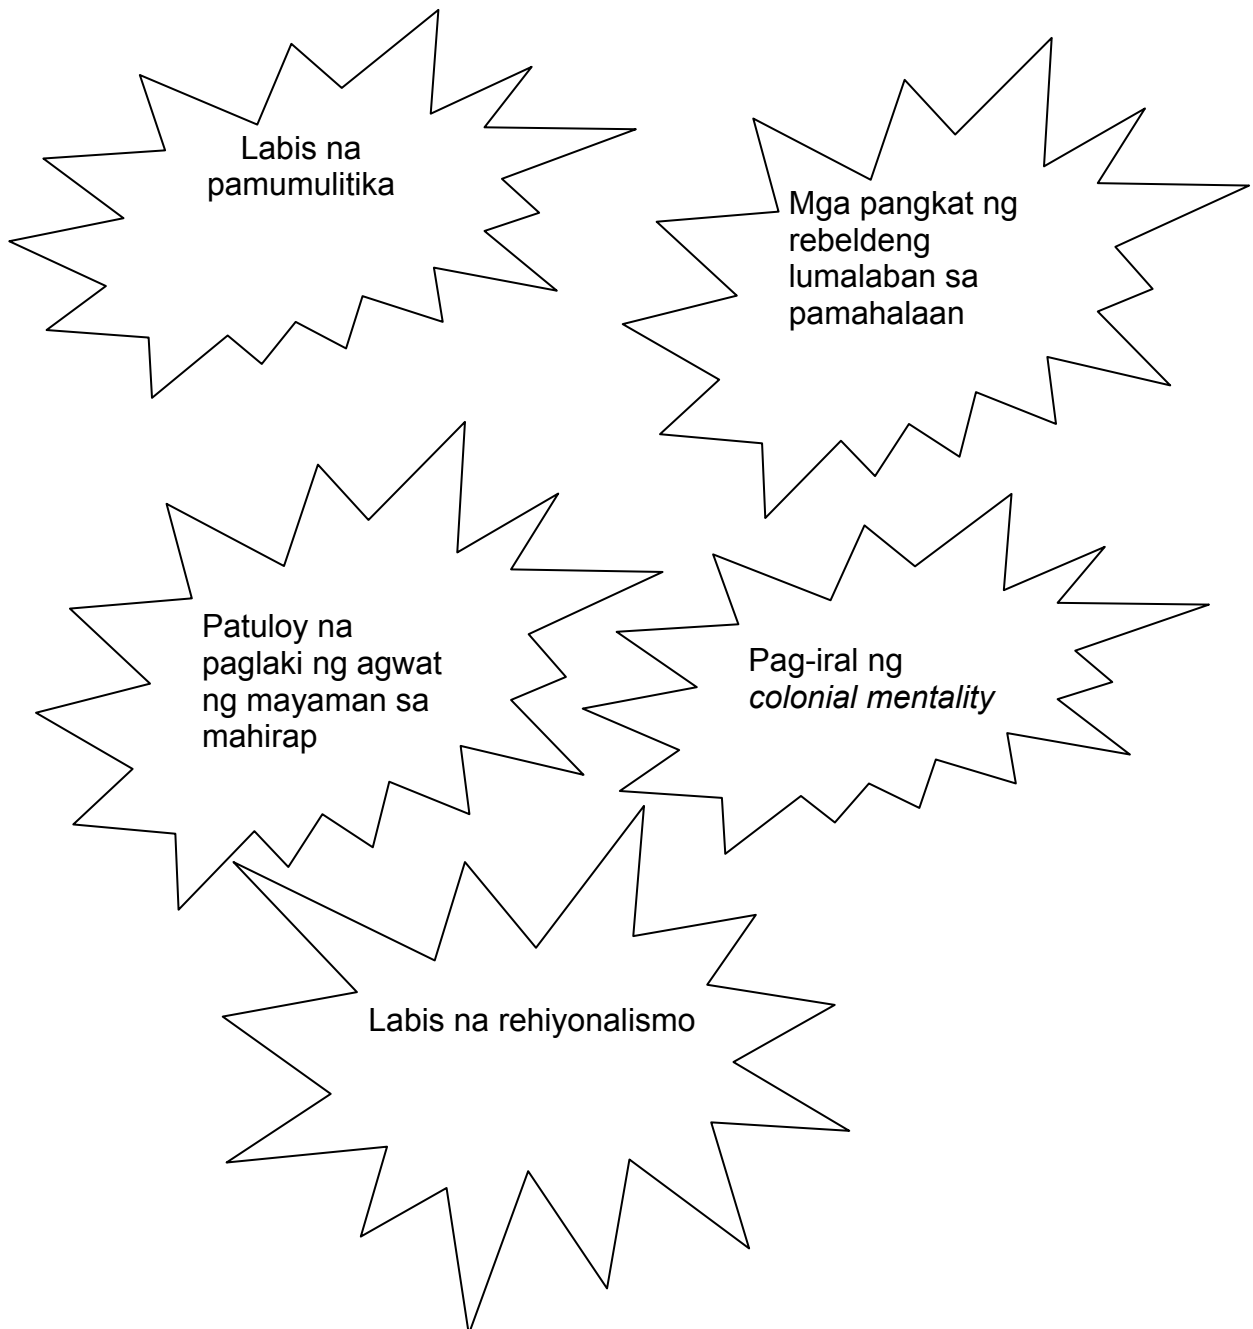 Labis na
pamumulitika
Mga pangkat ng
rebeldeng
lumalaban sa
pamahalaan
Patuloy na
paglaki ng agwat
ng mayaman sa
mahirap
Pag-iral ng
colonial mentality
Labis na rehiyonalismo